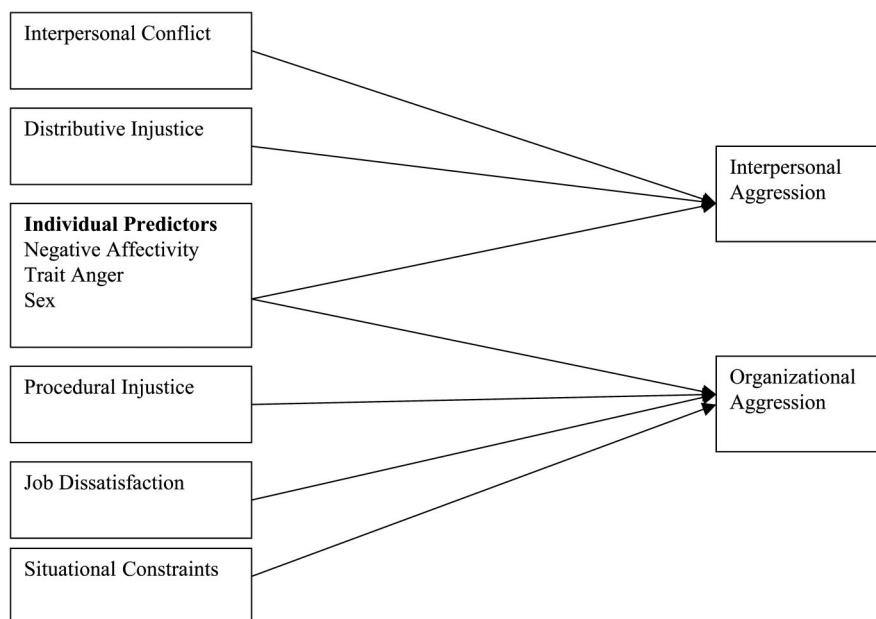 Interpersonal Conflict
Distributive Injustice
Individual Predictors
Negative Affectivity
Trait Anger
Sex
Procedural Injustice
Job Dissatisfaction
Situational Constraints
Interpersonal
Aggression
Organizational
Aggression